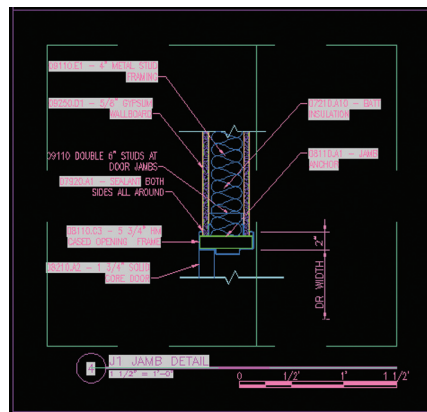 09110.E1 - 4" METAL STUD
FRAMING
09250.D1 - 5/8" GYPSUM
WALLBOARD
09110 DOUBLE 6" STUDS AT
DOOR JAMBS
07920.A1 - SEALANT BOTH
SIDES ALL AROUND
08110.C3 - 5 3/4" HM
CASED OPENING FRAME
08210.A2 - 1 3/4" SOLID
CORE DOOR
07210.A10 - BATT
INSULATION
08110.A1 - JAMB
ANCHOR
2"
DR WIDTH
4
J1 JAMB DETAIL
1 1/2" = 1'-0"
0 1/2' 1' 1 1/2'